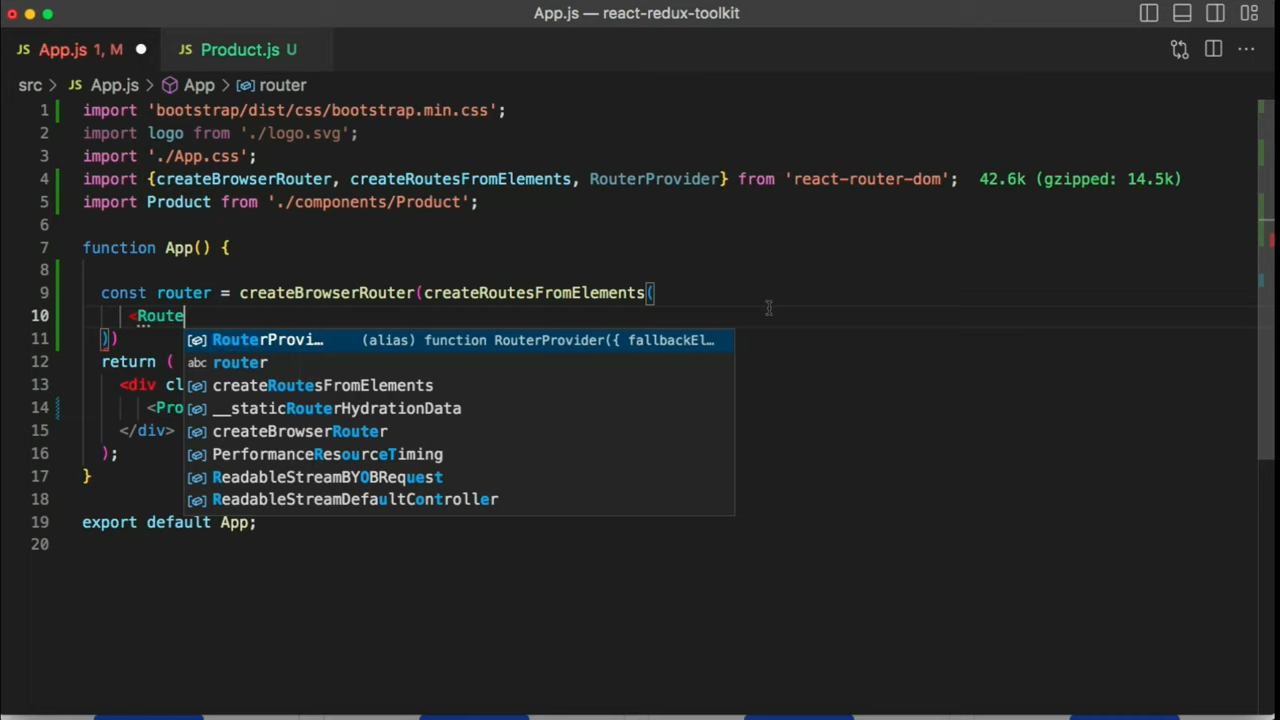 App.js — react-redux-toolkit
JS App.js 1, M JS Product.js U
src > JS App.js > App > router
1 import 'bootstrap/dist/css/bootstrap.min.css';
2 import logo from './logo.svg';
3 import './App.css';
4 import {createBrowserRouter, createRoutesFromElements, RouterProvider} from 'react-router-dom'; 42.6k (gzipped: 14.5k)
5 import Product from './components/Product';
6
7 function App() {
8
9 const router = createBrowserRouter(createRoutesFromElements(
10 <Route
11 ))
RouterProvi… (alias) function RouterProvider({ fallbackEl…
12 return (
abc router
13 <div cl
createRoutesFromElements
14 <Pro
__staticRouterHydrationData
15 </div>
createBrowserRouter
16 );
PerformanceResourceTiming
17 }
ReadableStreamBYOBRequest
18
ReadableStreamDefaultController
19 export default App;
20